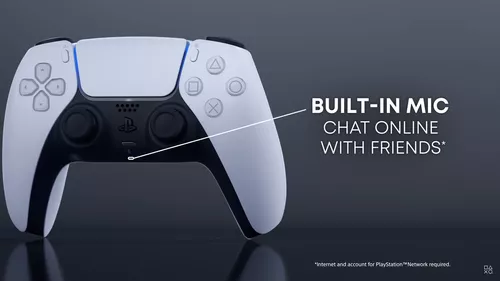 BUILT-IN MIC
CHAT ONLINE
WITH FRIENDS*
*Internet and account for PlayStation™Network required.